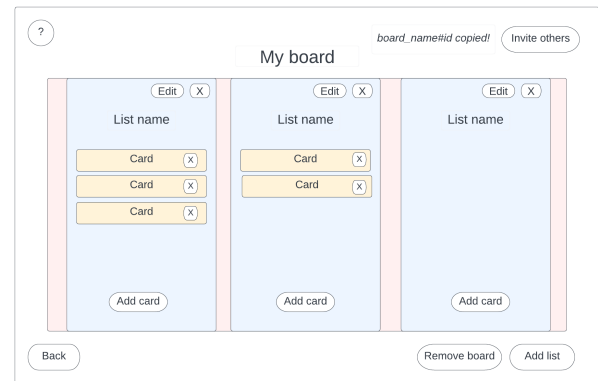 ?
board_name#id copied!
Invite others
My board
Edit X
List name
Card X
Card X
Card X
Add card
Edit X
List name
Card X
Card X
Add card
Edit X
List name
Add card
Back
Remove board
Add list